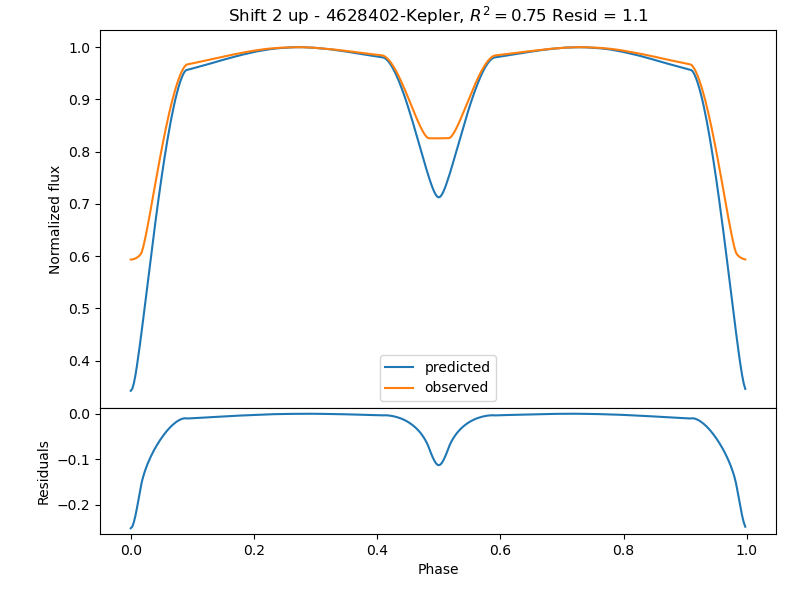 Shift 2 up - 4628402-Kepler, R² = 0.75 Resid = 1.1
Normalized flux
1.0
0.9
0.8
0.7
0.6
0.5
0.4
predicted
observed
Residuals
0.0
−0.1
−0.2
0.0 0.2 0.4 0.6 0.8 1.0
Phase